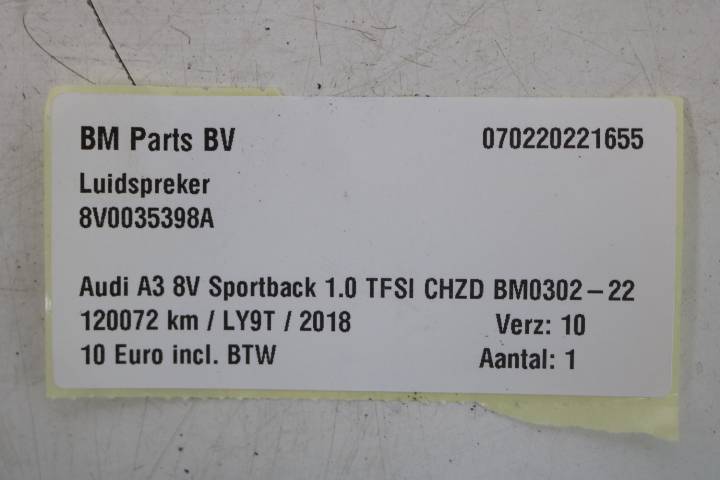 BM Parts BV 070220221655
Luidspreker
8V0035398A
Audi A3 8V Sportback 1.0 TFSI CHZD BM0302-22
120072 km / LY9T / 2018 Verz: 10
10 Euro incl. BTW Aantal: 1